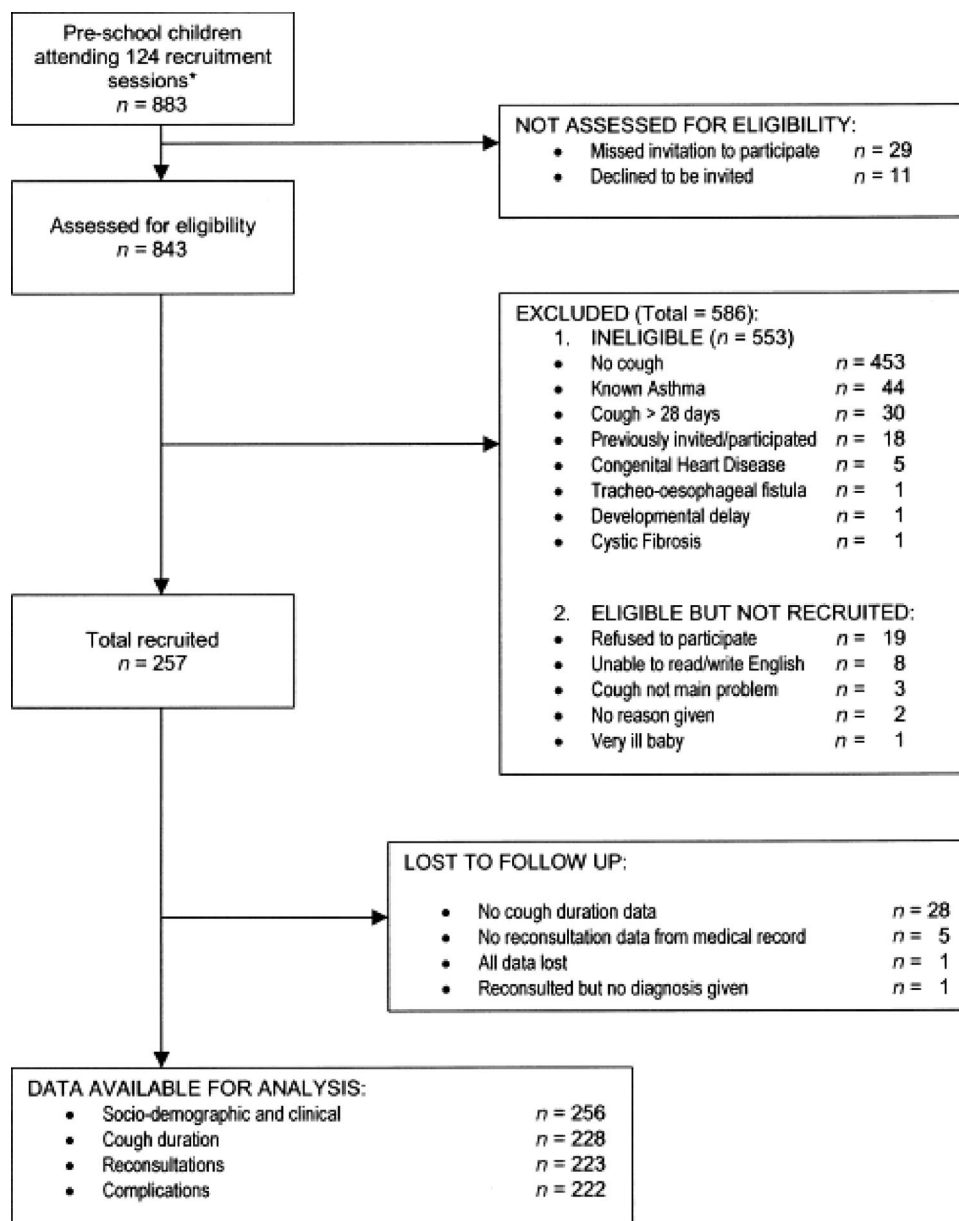 Pre-school children
attending 124 recruitment
sessions*
n = 883
NOT ASSESSED FOR ELIGIBILITY:
• Missed invitation to participate n = 29
• Declined to be invited n = 11
Assessed for eligibility
n = 843
EXCLUDED (Total = 586):
1. INELIGIBLE (n = 553)
• No cough n = 453
• Known Asthma n = 44
• Cough > 28 days n = 30
• Previously invited/participated n = 18
• Congenital Heart Disease n = 5
• Tracheo-oesophageal fistula n = 1
• Developmental delay n = 1
• Cystic Fibrosis n = 1
2. ELIGIBLE BUT NOT RECRUITED:
• Refused to participate n = 19
• Unable to read/write English n = 8
• Cough not main problem n = 3
• No reason given n = 2
• Very ill baby n = 1
Total recruited
n = 257
LOST TO FOLLOW UP:
• No cough duration data n = 28
• No reconsultation data from medical record n = 5
• All data lost n = 1
• Reconsulted but no diagnosis given n = 1
DATA AVAILABLE FOR ANALYSIS:
• Socio-demographic and clinical n = 256
• Cough duration n = 228
• Reconsultations n = 223
• Complications n = 222